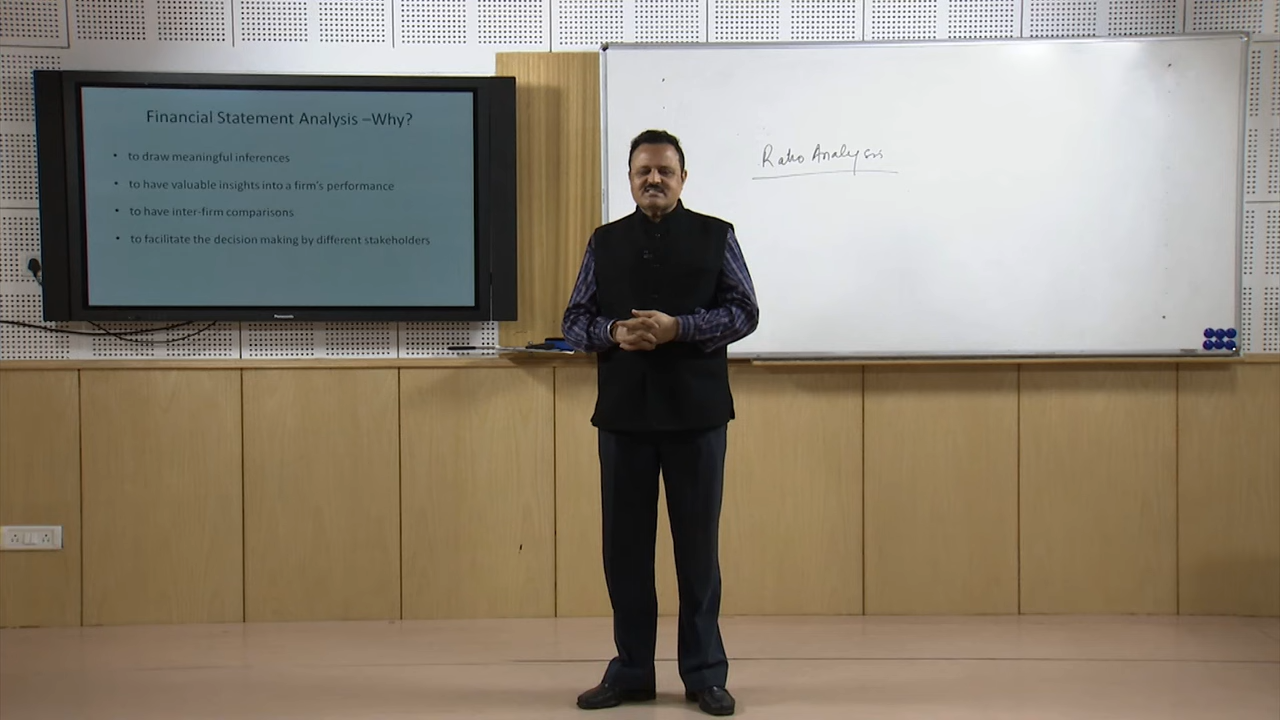 Financial Statement Analysis –Why?
• to draw meaningful inferences
• to have valuable insights into a firm's performance
• to have inter-firm comparisons
• to facilitate the decision making by different stakeholders
Panasonic
Ratio Analysis